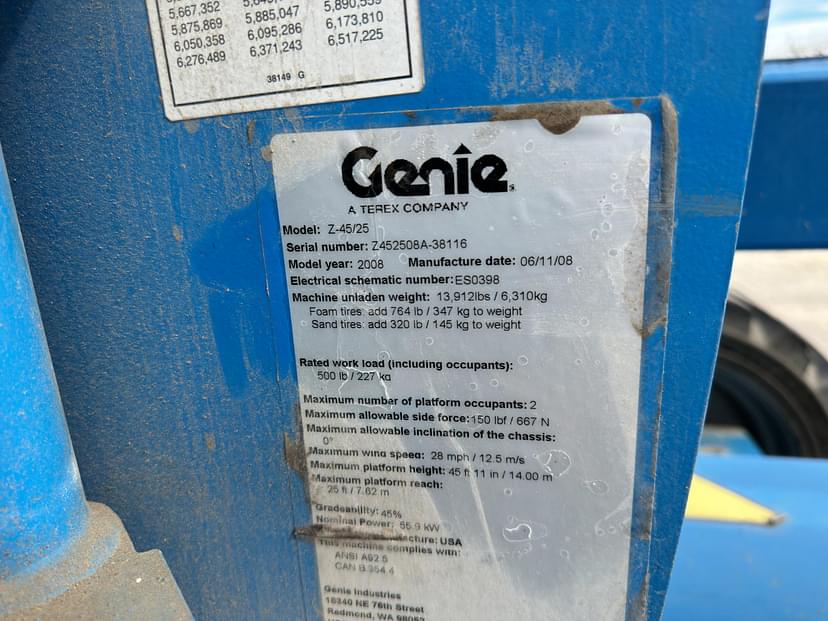 5,667,352 5,890,559
5,875,869 5,885,047 6,173,810
6,050,358 6,095,286 6,517,225
6,276,489 6,371,243
38149 G
Genie
A TEREX COMPANY
Model: Z-45/25
Serial number: Z452508A-38116
Model year: 2008 Manufacture date: 06/11/08
Electrical schematic number: ES0398
Machine unladen weight: 13,912lbs / 6,310kg
Foam tires: add 764 lb / 347 kg to weight
Sand tires: add 320 lb / 145 kg to weight
Rated work load (including occupants):
500 lb / 227 kg
Maximum number of platform occupants: 2
Maximum allowable side force: 150 lbf / 667 N
Maximum allowable inclination of the chassis:
0°
Maximum wind speed: 28 mph / 12.5 m/s
Maximum platform height: 45 ft 11 in / 14.00 m
Maximum platform reach:
25 ft / 7.62 m
Gradeability: 45%
Nominal Power: 55.9 kW
facture: USA
This machine complies with:
ANSI A92.5
CAN B.354.4
Genie Industries
18340 NE 76th Street
Redmond, WA 98052